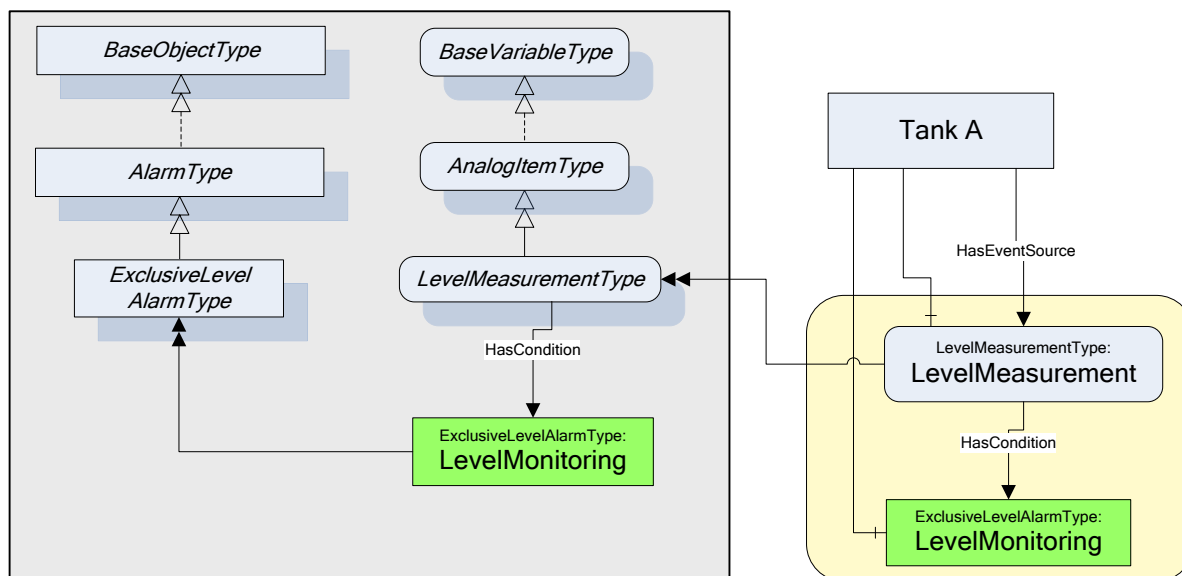 BaseObjectType
BaseVariableType
Tank A
AlarmType
AnalogItemType
HasEventSource
ExclusiveLevel
AlarmType
LevelMeasurementType
HasCondition
LevelMeasurementType:
LevelMeasurement
ExclusiveLevelAlarmType:
LevelMonitoring
HasCondition
ExclusiveLevelAlarmType:
LevelMonitoring